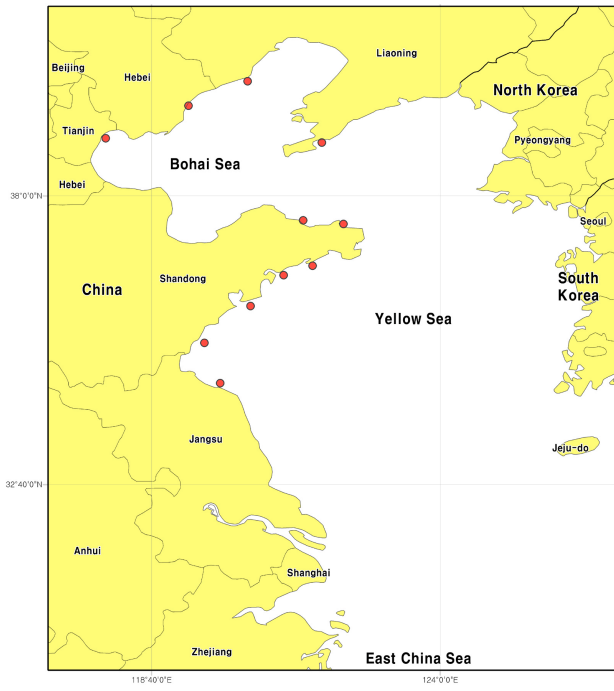 Liaoning
Beijing
Hebei
North Korea
Tianjin
Pyeongyang
Bohai Sea
Hebei
38°0'0"N
Seoul
Shandong
South
Korea
China
Yellow Sea
Jangsu
Jeju-do
32°40'0"N
Anhui
Shanghai
Zhejiang
East China Sea
118°40'0"E
124°0'0"E